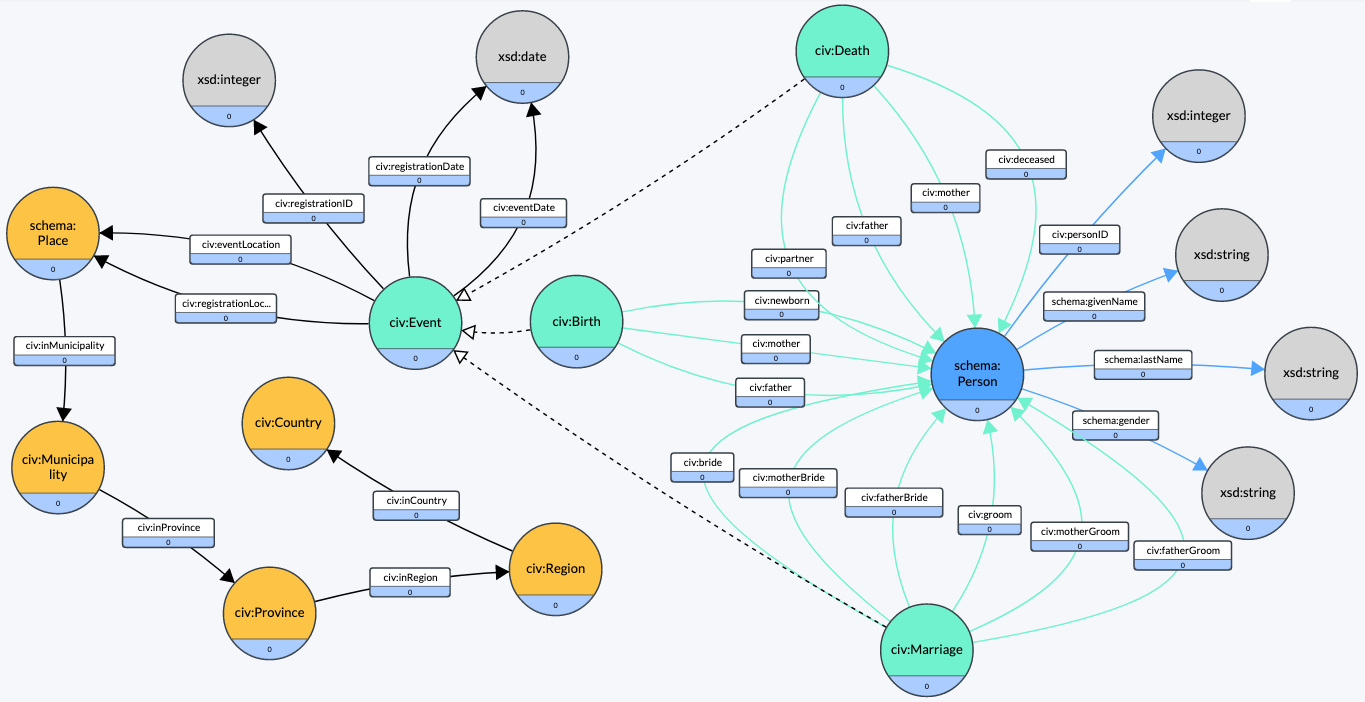 xsd:integer
0
xsd:date
0
civ:Death
0
xsd:integer
0
civ:registrationDate
0
civ:deceased
0
civ:registrationID
0
civ:eventDate
0
civ:mother
0
civ:father
0
civ:personID
0
schema:
Place
0
civ:eventLocation
0
civ:partner
0
xsd:string
0
civ:registrationLoc...
0
civ:newborn
0
schema:givenName
0
civ:Event
0
civ:Birth
0
civ:mother
0
civ:inMunicipality
0
schema:
Person
0
schema:lastName
0
xsd:string
0
civ:father
0
civ:Country
0
schema:gender
0
civ:Municipa
lity
0
civ:bride
0
civ:motherBride
0
civ:fatherBride
0
civ:groom
0
civ:motherGroom
0
civ:fatherGroom
0
xsd:string
0
civ:inCountry
0
civ:inProvince
0
civ:Region
0
civ:inRegion
0
civ:Province
0
civ:Marriage
0